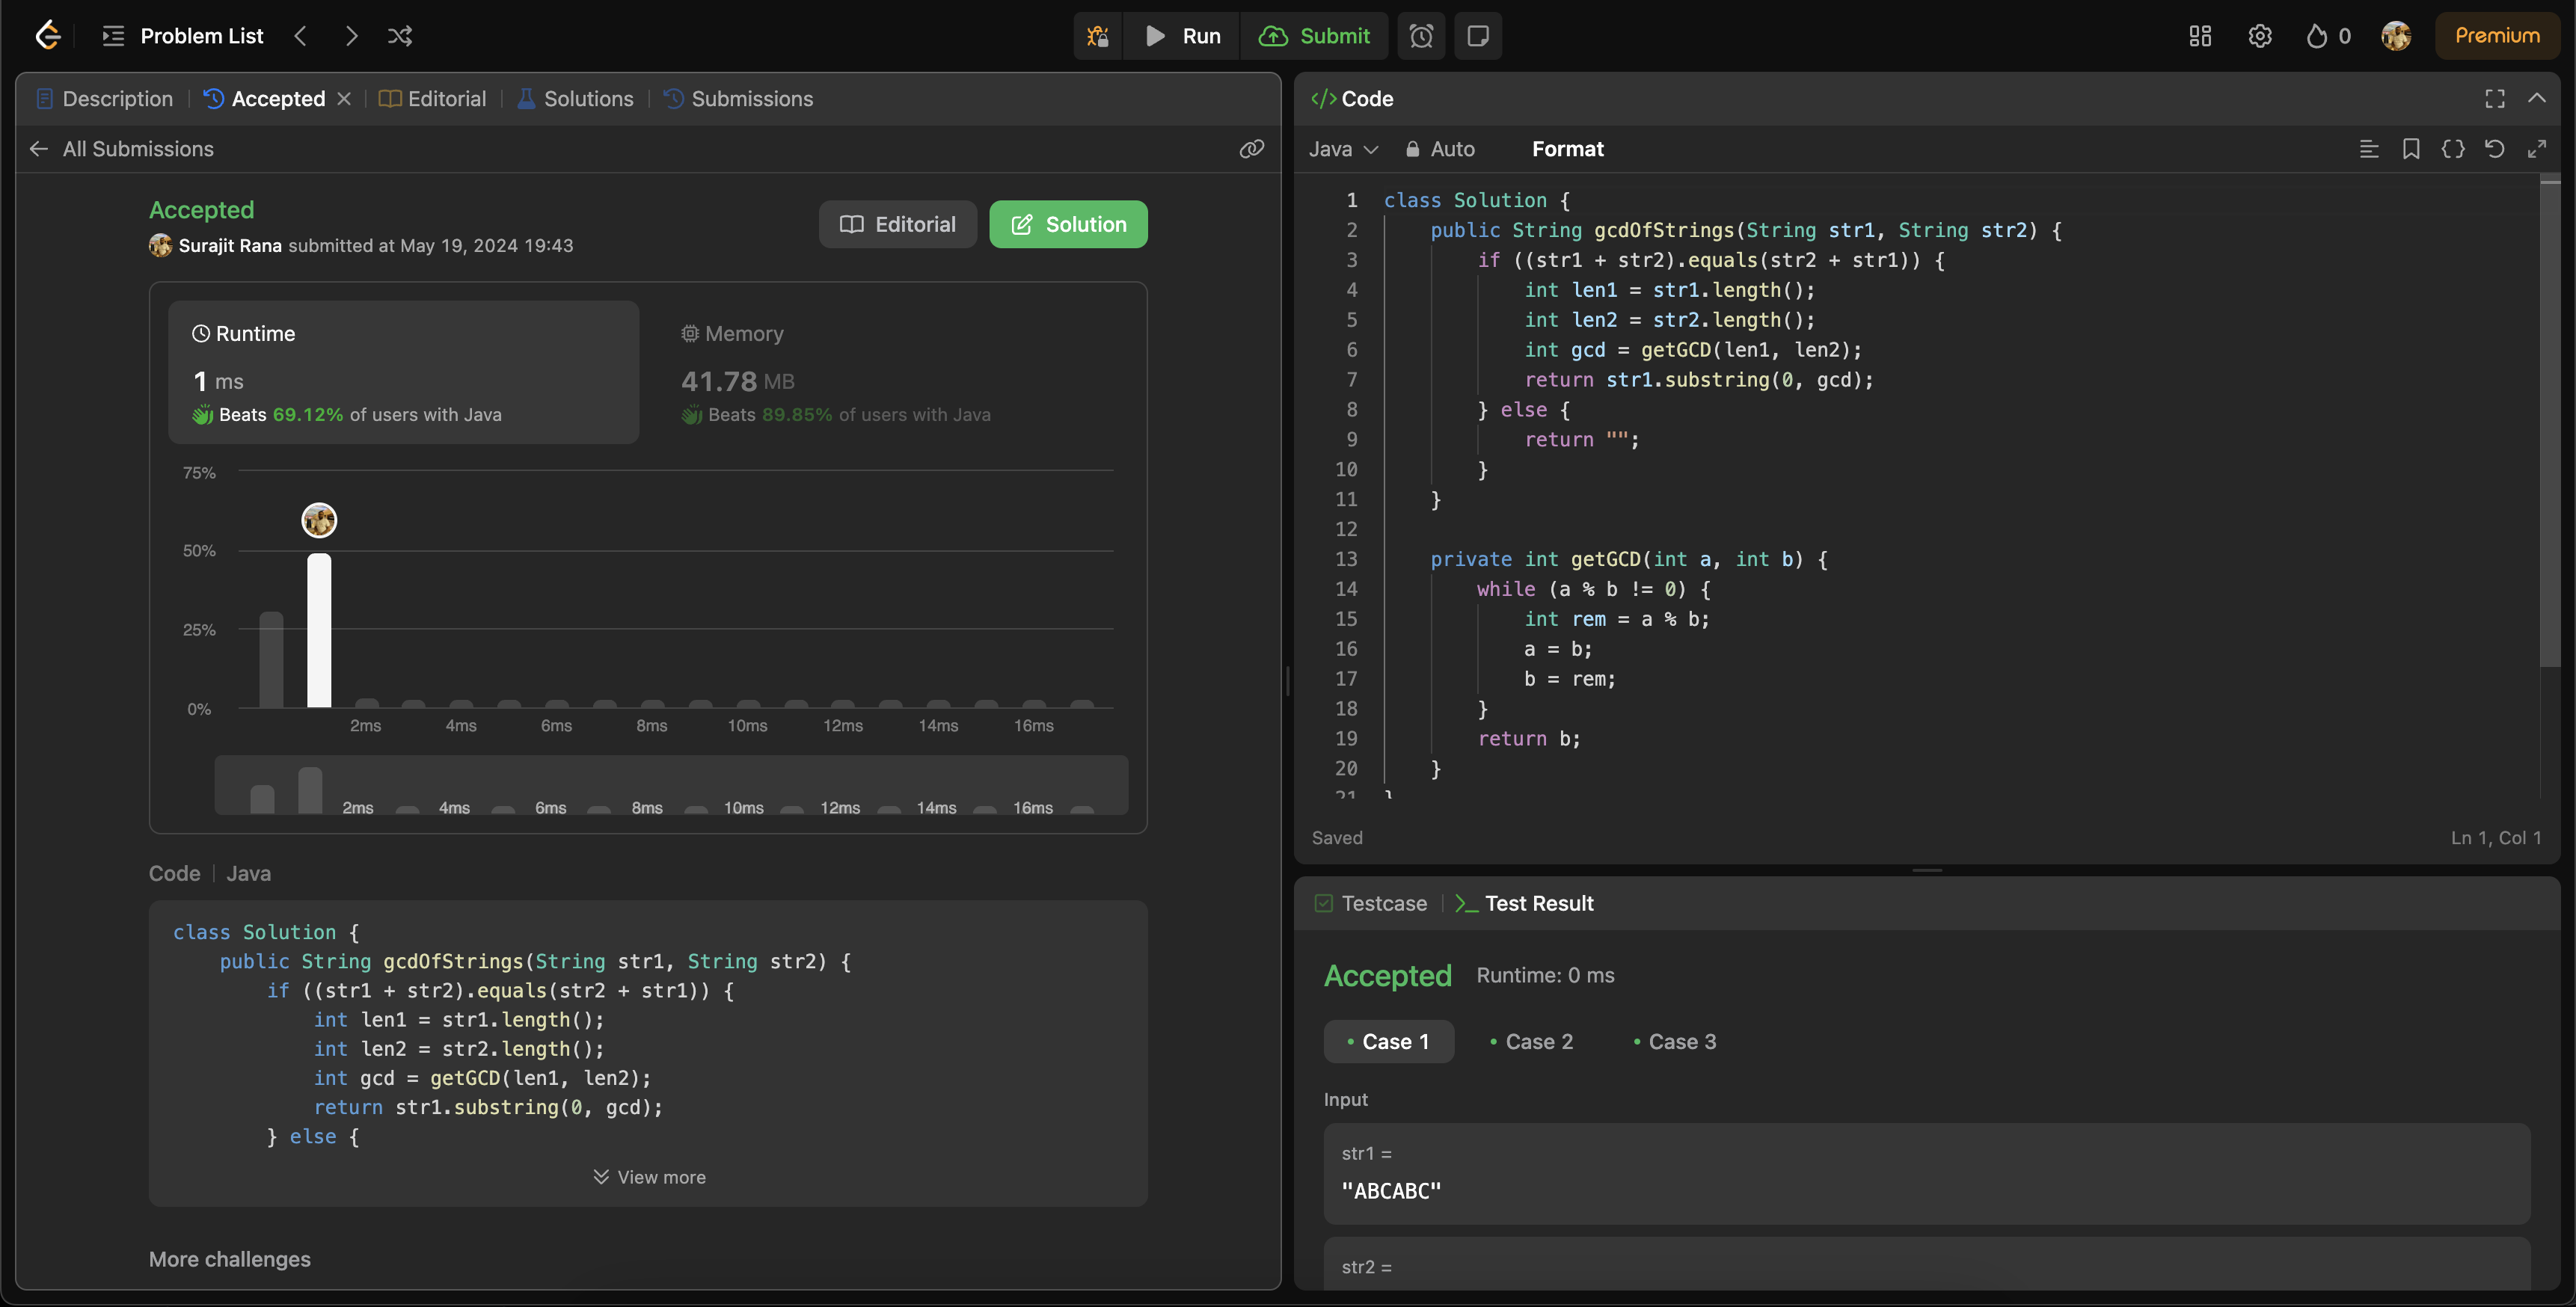 Problem List
Run
Submit
0
Premium
Description
Accepted
Editorial
Solutions
Submissions
All Submissions
Accepted
Surajit Rana submitted at May 19, 2024 19:43
Editorial
Solution
Runtime
1 ms
Beats 69.12% of users with Java
Memory
41.78 MB
Beats 89.85% of users with Java
75%
50%
25%
0%
2ms 4ms 6ms 8ms 10ms 12ms 14ms 16ms
2ms 4ms 6ms 8ms 10ms 12ms 14ms 16ms
Code | Java
class Solution {
    public String gcdOfStrings(String str1, String str2) {
        if ((str1 + str2).equals(str2 + str1)) {
            int len1 = str1.length();
            int len2 = str2.length();
            int gcd = getGCD(len1, len2);
            return str1.substring(0, gcd);
        } else {
View more
More challenges
</> Code
Java
Auto
Format
1 class Solution {
2     public String gcdOfStrings(String str1, String str2) {
3         if ((str1 + str2).equals(str2 + str1)) {
4             int len1 = str1.length();
5             int len2 = str2.length();
6             int gcd = getGCD(len1, len2);
7             return str1.substring(0, gcd);
8         } else {
9             return "";
10         }
11     }
12
13     private int getGCD(int a, int b) {
14         while (a % b != 0) {
15             int rem = a % b;
16             a = b;
17             b = rem;
18         }
19         return b;
20     }
21 }
Saved
Ln 1, Col 1
Testcase
Test Result
Accepted
Runtime: 0 ms
Case 1
Case 2
Case 3
Input
str1 =
"ABCABC"
str2 =